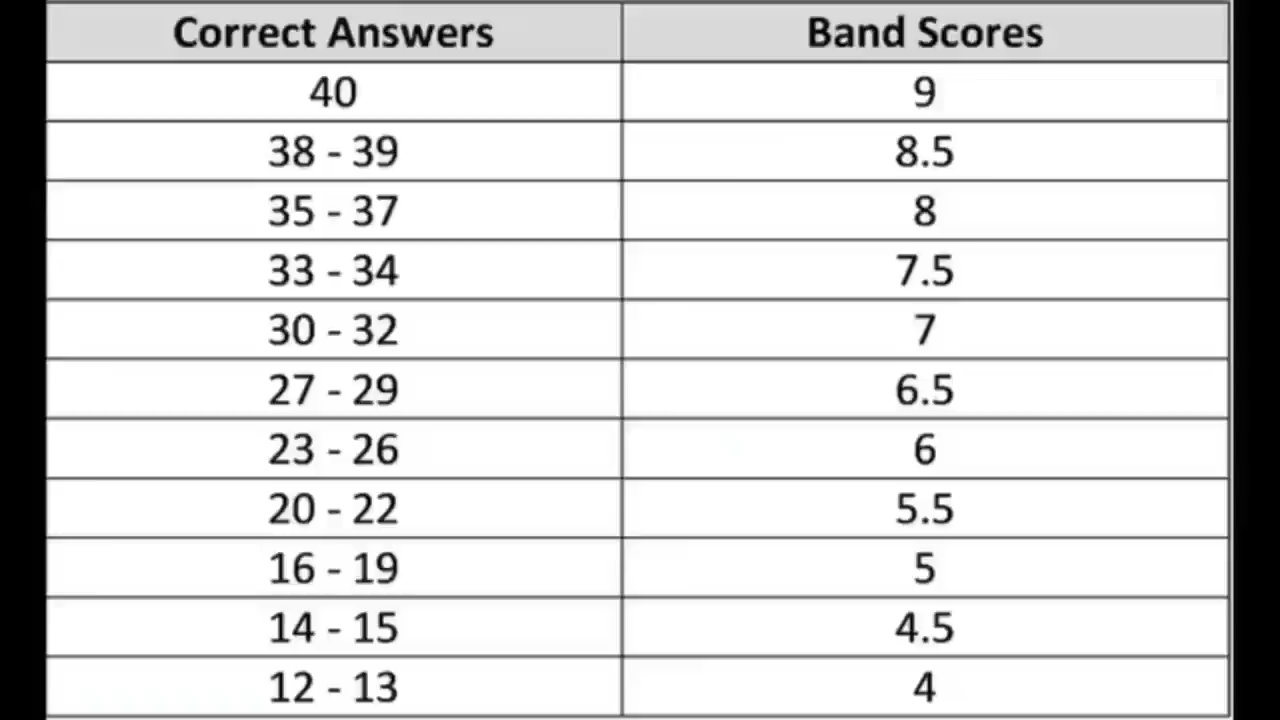 Correct Answers Band Scores
40 9
38 - 39 8.5
35 - 37 8
33 - 34 7.5
30 - 32 7
27 - 29 6.5
23 - 26 6
20 - 22 5.5
16 - 19 5
14 - 15 4.5
12 - 13 4